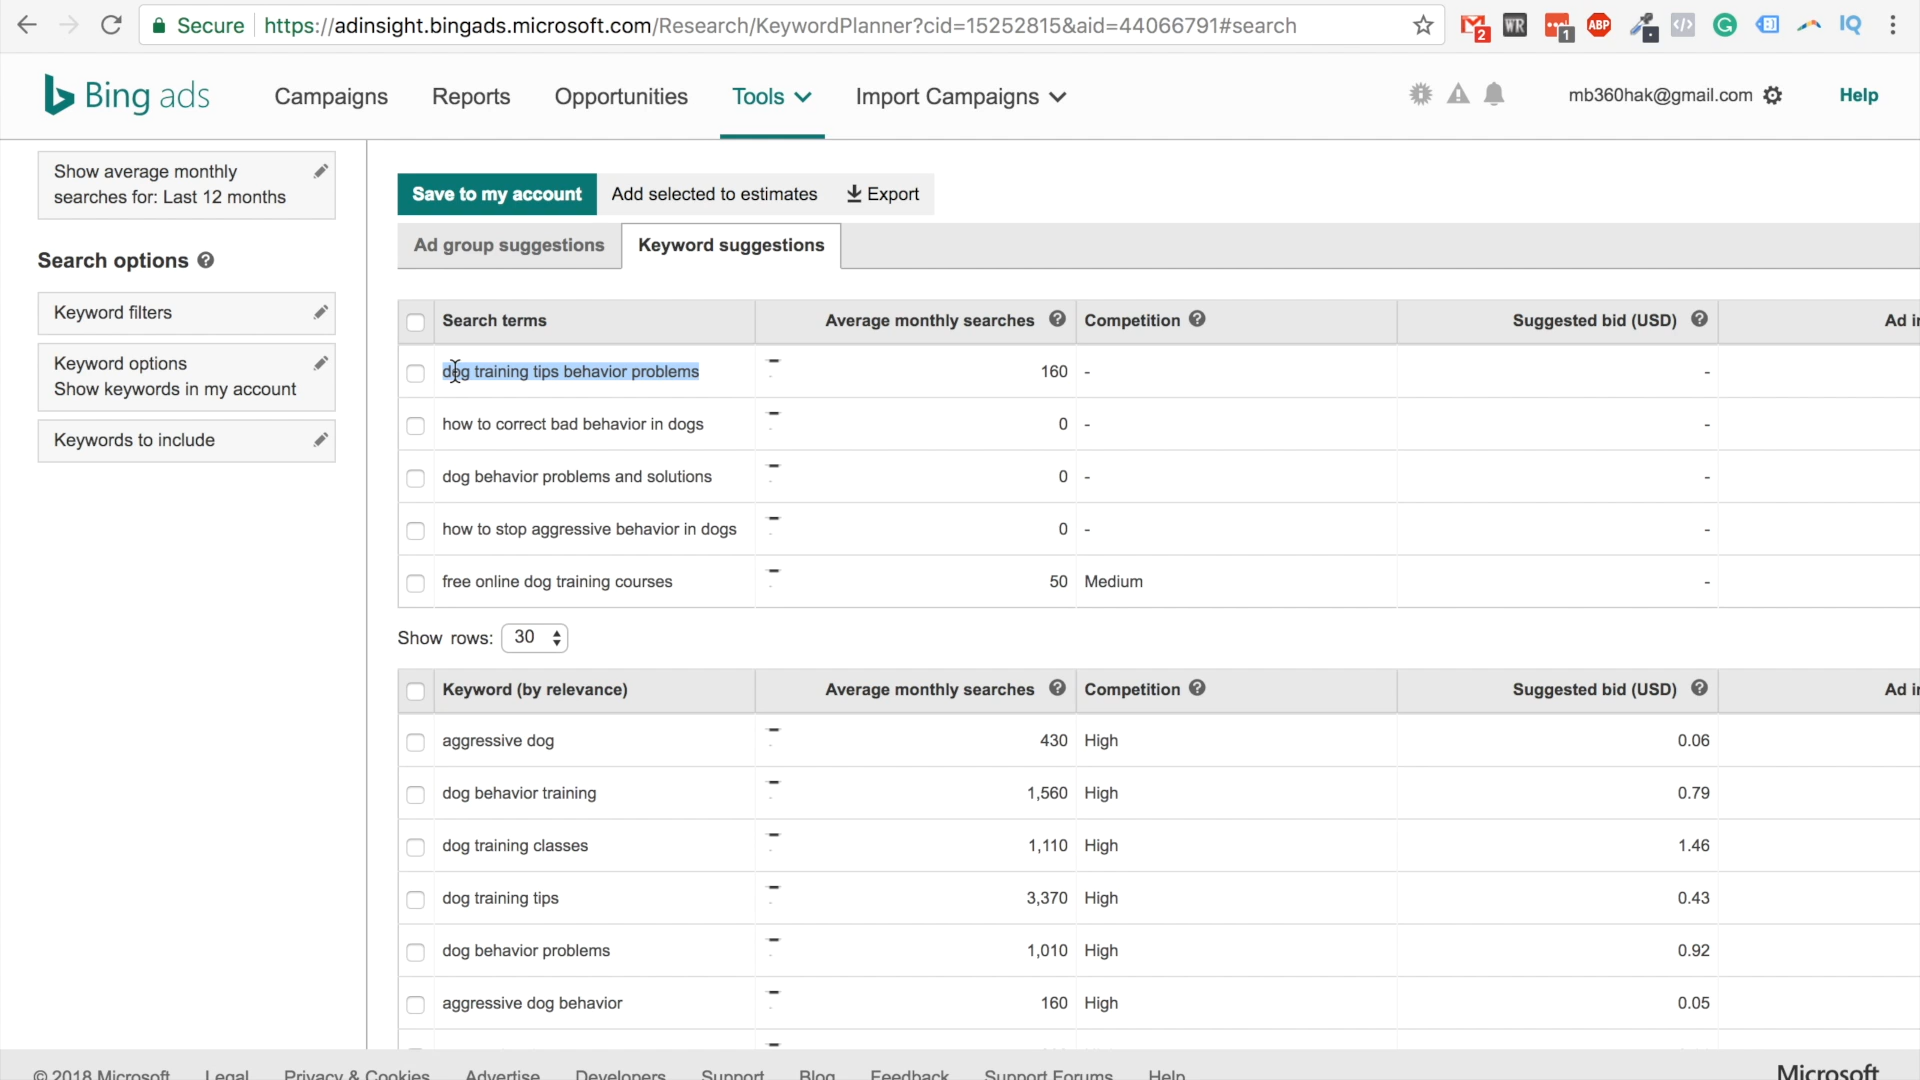 Secure https://adinsight.bingads.microsoft.com/Research/KeywordPlanner?cid=15252815&aid=44066791#search
2 WR 1 ABP IQ
Bing ads Campaigns Reports Opportunities Tools Import Campaigns mb360hak@gmail.com Help
Show average monthly
searches for: Last 12 months
Search options
Keyword filters
Keyword options
Show keywords in my account
Keywords to include
Save to my account Add selected to estimates Export
Ad group suggestions Keyword suggestions
Search terms Average monthly searches Competition Suggested bid (USD) Ad
dog training tips behavior problems 160 - -
how to correct bad behavior in dogs 0 - -
dog behavior problems and solutions 0 - -
how to stop aggressive behavior in dogs 0 - -
free online dog training courses 50 Medium -
Show rows: 30
Keyword (by relevance) Average monthly searches Competition Suggested bid (USD) Ad
aggressive dog 430 High 0.06
dog behavior training 1,560 High 0.79
dog training classes 1,110 High 1.46
dog training tips 3,370 High 0.43
dog behavior problems 1,010 High 0.92
aggressive dog behavior 160 High 0.05
© 2018 Microsoft Legal Privacy & Cookies Advertise Developers Support Blog Feedback Support Forums Help Microsoft